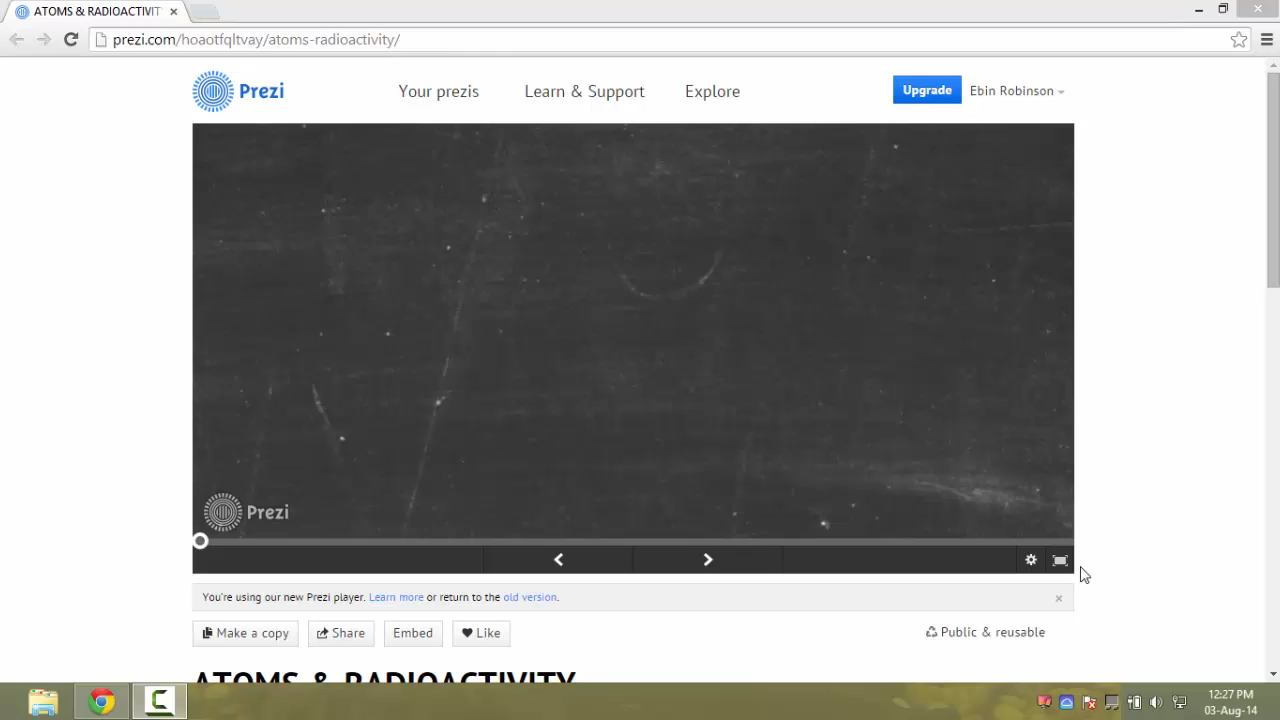 ATOMS & RADIOACTIVIT
prezi.com/hoaotfqltvay/atoms-radioactivity/
Prezi
Your prezis
Learn & Support
Explore
Upgrade
Ebin Robinson
Prezi
You're using our new Prezi player. Learn more or return to the old version.
Make a copy
Share
Embed
Like
Public & reusable
ATOMS & RADIOACTIVITY
12:27 PM
03-Aug-14